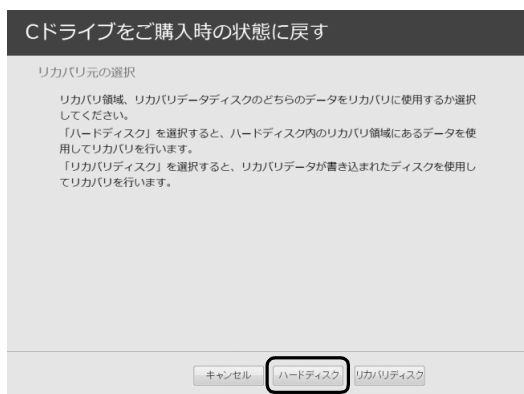 Cドライブをご購入時の状態に戻す
リカバリ元の選択
リカバリ領域、リカバリデータディスクのどちらのデータをリカバリに使用するか選択
してください。
「ハードディスク」を選択すると、ハードディスク内のリカバリ領域にあるデータを使
用してリカバリを行います。
「リカバリディスク」を選択すると、リカバリデータが書き込まれたディスクを使用し
てリカバリを行います。
キャンセル ハードディスク リカバリディスク